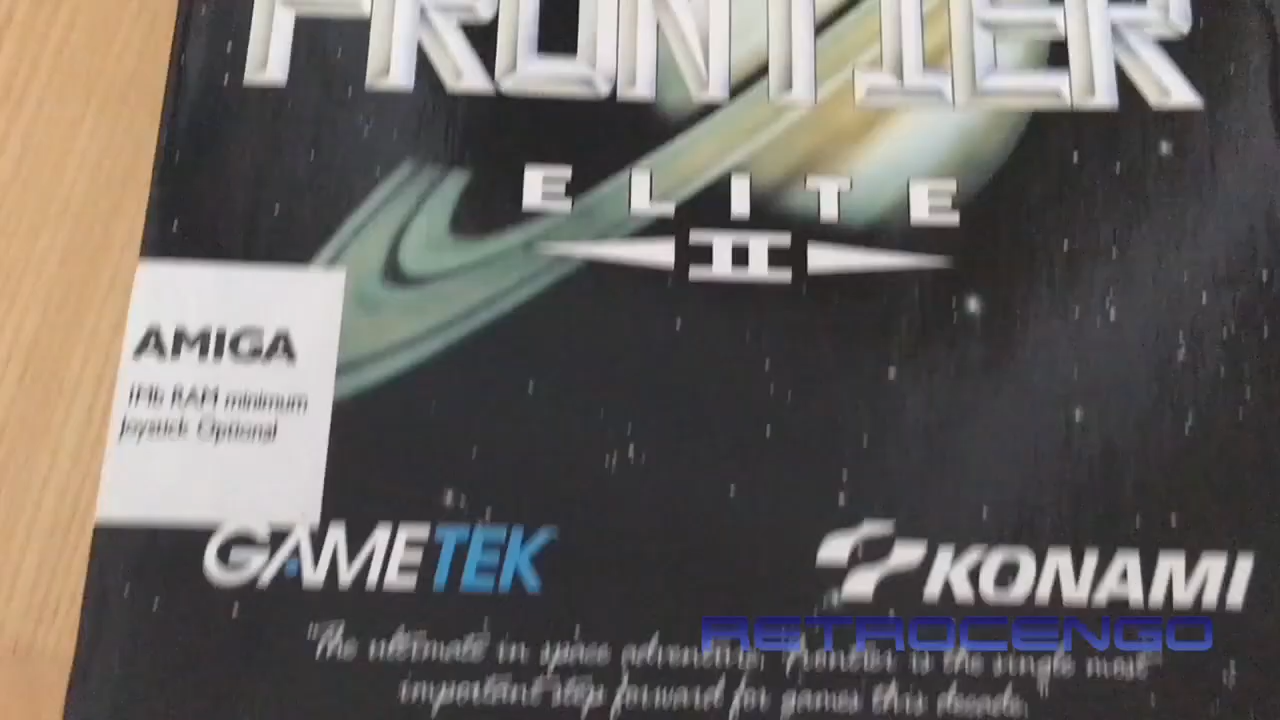 FRONTIER
ELITE
II
AMIGA
1Mb RAM minimum
Joystick Optional
GAMETEK
KONAMI
RETROCENGO
"The ultimate in space adventure. Frontier is the single most
important step forward for games this decade."